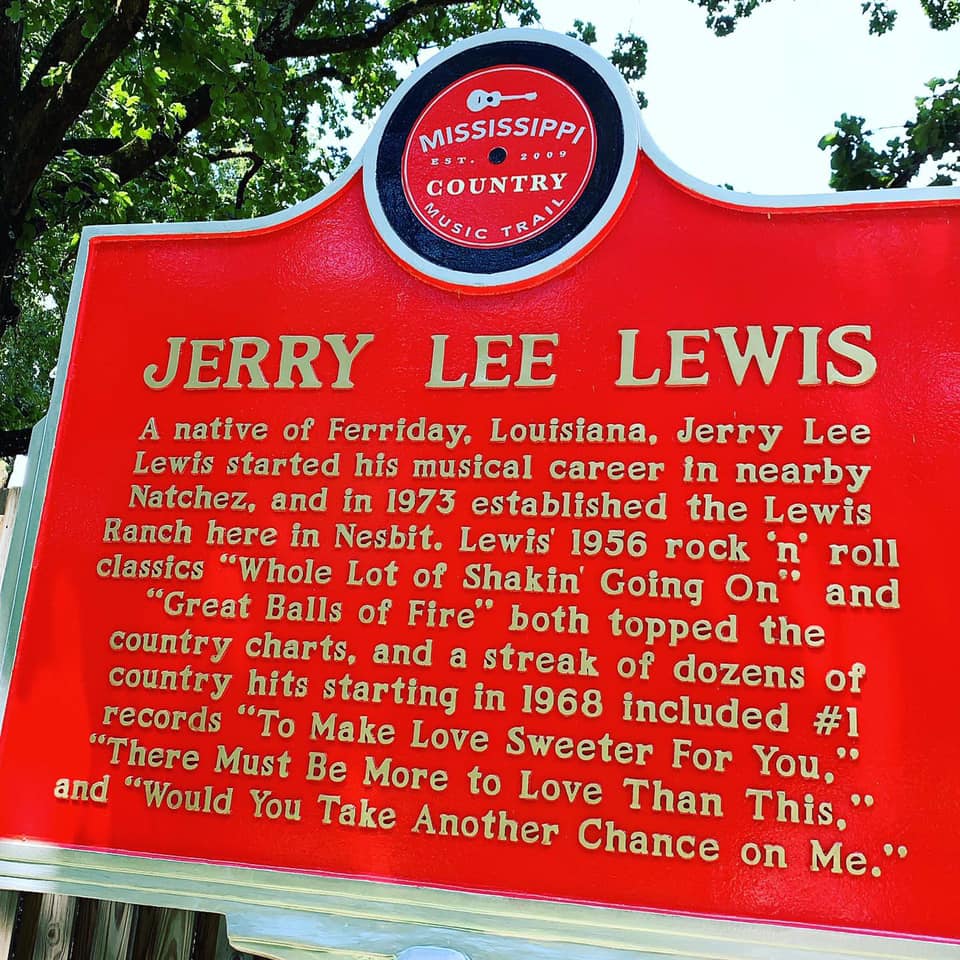 MISSISSIPPI
EST. 2009
COUNTRY
MUSIC TRAIL
JERRY LEE LEWIS
A native of Ferriday, Louisiana, Jerry Lee
Lewis started his musical career in nearby
Natchez, and in 1973 established the Lewis
Ranch here in Nesbit. Lewis' 1956 rock 'n' roll
classics "Whole Lot of Shakin' Going On" and
"Great Balls of Fire" both topped the
country charts, and a streak of dozens of
country hits starting in 1968 included #1
records "To Make Love Sweeter For You,"
"There Must Be More to Love Than This,"
and "Would You Take Another Chance on Me."